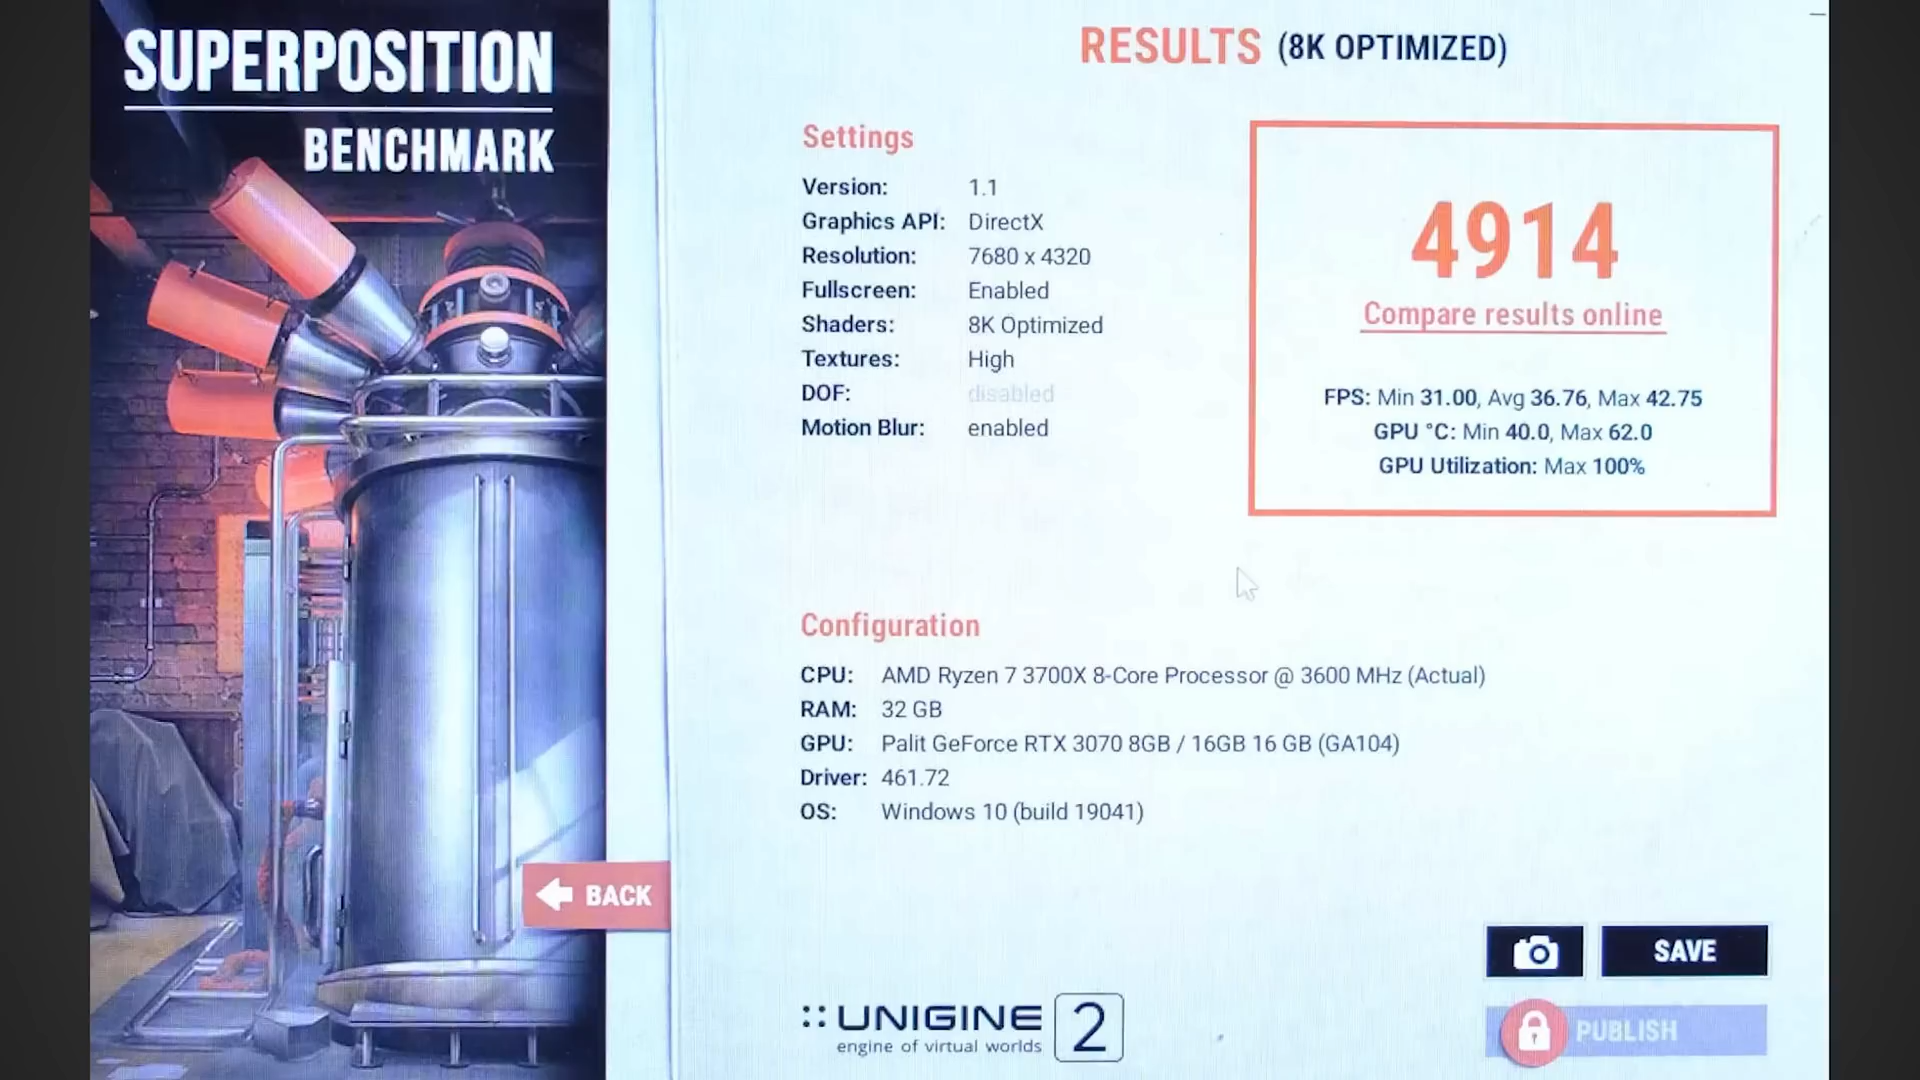 SUPERPOSITION
BENCHMARK
RESULTS (8K OPTIMIZED)
Settings
Version: 1.1
Graphics API: DirectX
Resolution: 7680 x 4320
Fullscreen: Enabled
Shaders: 8K Optimized
Textures: High
DOF: disabled
Motion Blur: enabled
4914
Compare results online
FPS: Min 31.00, Avg 36.76, Max 42.75
GPU °C: Min 40.0, Max 62.0
GPU Utilization: Max 100%
Configuration
CPU: AMD Ryzen 7 3700X 8-Core Processor @ 3600 MHz (Actual)
RAM: 32 GB
GPU: Palit GeForce RTX 3070 8GB / 16GB 16 GB (GA104)
Driver: 461.72
OS: Windows 10 (build 19041)
BACK
SAVE
UNIGINE 2
engine of virtual worlds
PUBLISH